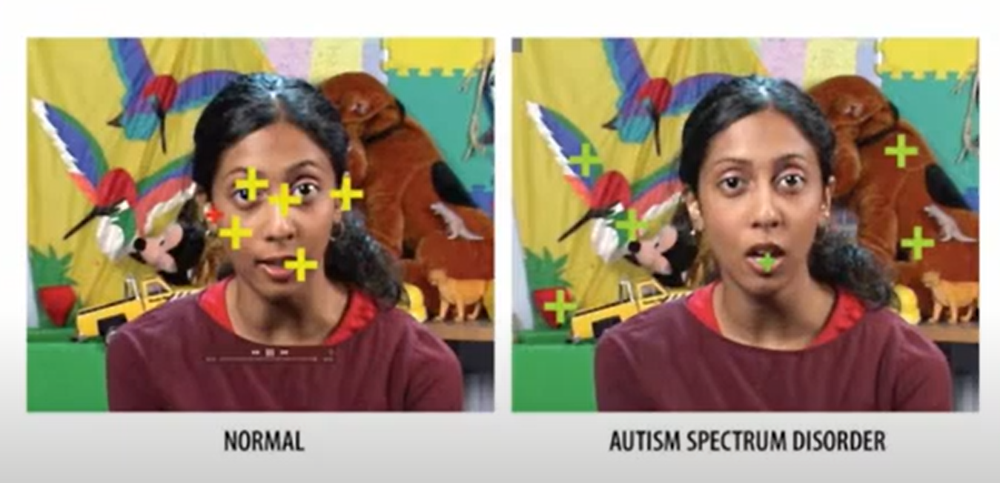 NORMAL
AUTISM SPECTRUM DISORDER